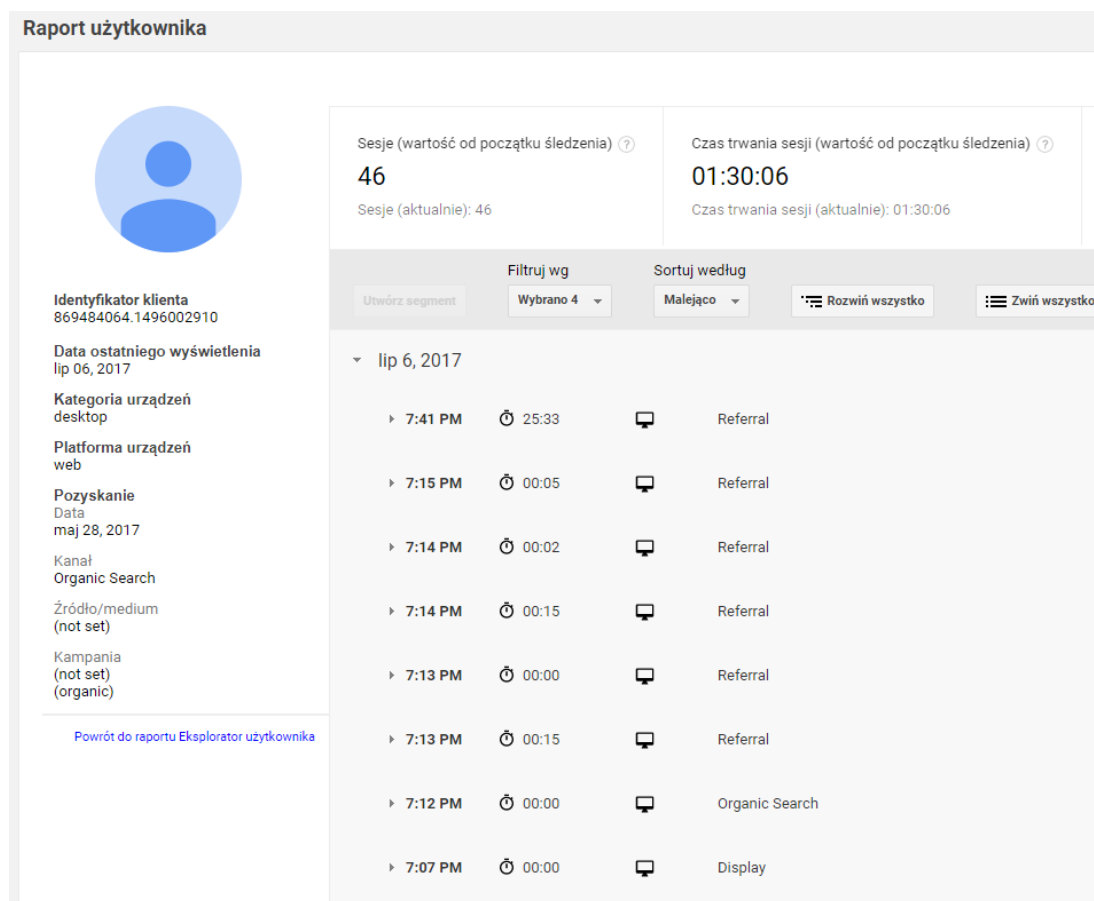 Raport użytkownika
Sesje (wartość od początku śledzenia) ?
46
Sesje (aktualnie): 46
Czas trwania sesji (wartość od początku śledzenia) ?
01:30:06
Czas trwania sesji (aktualnie): 01:30:06
Identyfikator klienta
869484064.1496002910
Data ostatniego wyświetlenia
lip 06, 2017
Kategoria urządzeń
desktop
Platforma urządzeń
web
Pozyskanie
Data
maj 28, 2017
Kanał
Organic Search
Źródło/medium
(not set)
Kampania
(not set)
(organic)
Powrót do raportu Eksplorator użytkownika
Filtruj wg
Sortuj według
Utwórz segment
Wybrano 4
Malejąco
Rozwiń wszystko
Zwiń wszystko
lip 6, 2017
7:41 PM 25:33 Referral
7:15 PM 00:05 Referral
7:14 PM 00:02 Referral
7:14 PM 00:15 Referral
7:13 PM 00:00 Referral
7:13 PM 00:15 Referral
7:12 PM 00:00 Organic Search
7:07 PM 00:00 Display